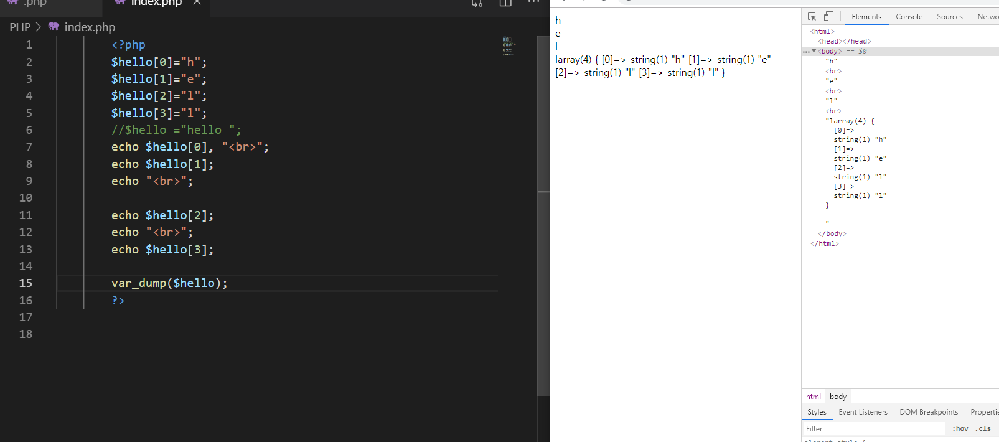 .php
index.php
PHP > index.php
1 <?php
2 $hello[0]="h";
3 $hello[1]="e";
4 $hello[2]="l";
5 $hello[3]="l";
6 //$hello ="hello ";
7 echo $hello[0], "<br>";
8 echo $hello[1];
9 echo "<br>";
10
11 echo $hello[2];
12 echo "<br>";
13 echo $hello[3];
14
15 var_dump($hello);
16 ?>
17
18
h
e
l
larray(4) { [0]=> string(1) "h" [1]=> string(1) "e"
[2]=> string(1) "l" [3]=> string(1) "l" }
Elements Console Sources Netwo
<html>
<head></head>
<body> == $0
"h"
<br>
"e"
<br>
"l"
<br>
"larray(4) {
[0]=>
string(1) "h"
[1]=>
string(1) "e"
[2]=>
string(1) "l"
[3]=>
string(1) "l"
}
"
</body>
</html>
html body
Styles Event Listeners DOM Breakpoints Propertie
Filter :hov .cls